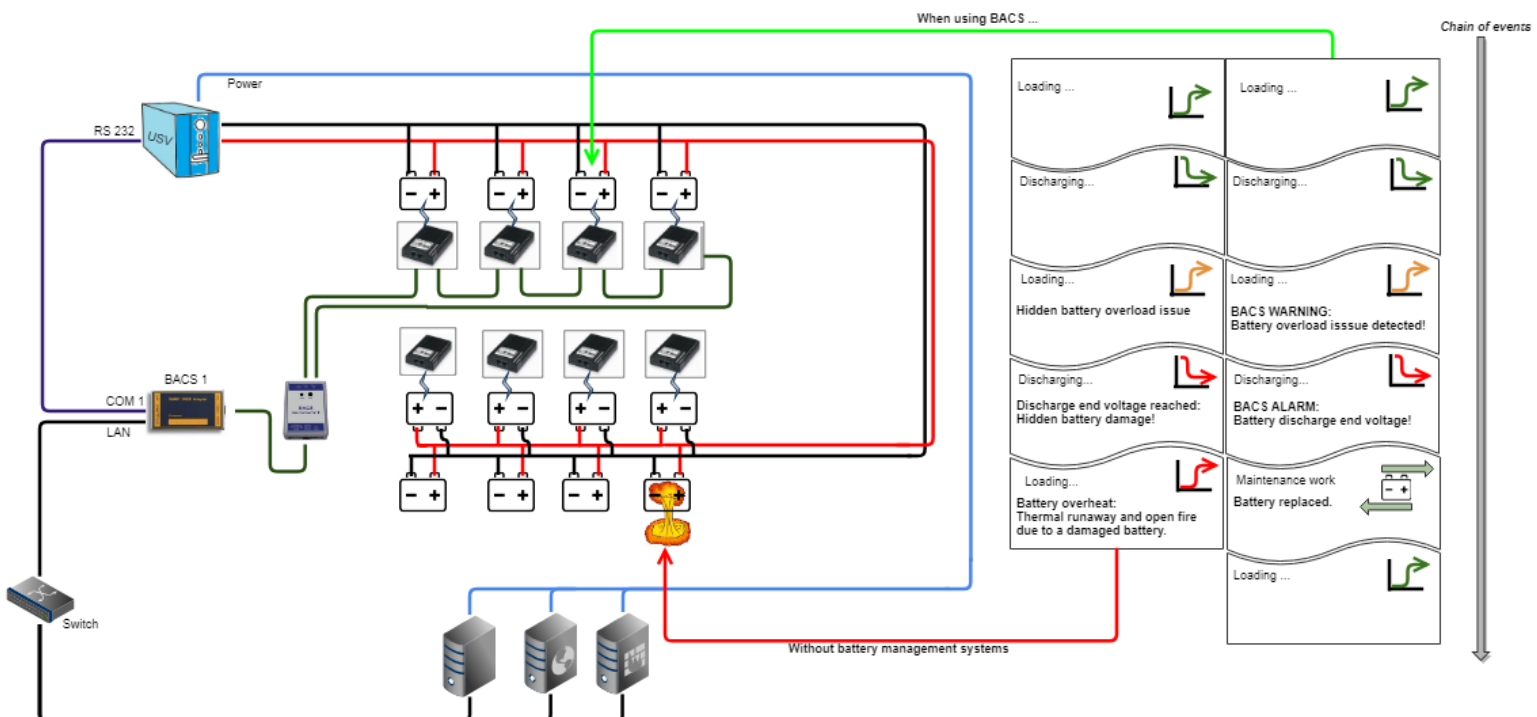 When using BACS ...
Chain of events
Power
RS 232
USV
BACS 1
COM 1
LAN
BACS
Switch
Without battery management systems
Loading ...
Discharging...
Loading ...
Hidden battery overload issue
Discharging...
Discharge end voltage reached:
Hidden battery damage!
Loading...
Battery overheat:
Thermal runaway and open fire
due to a damaged battery.
Loading ...
Discharging...
Loading ...
BACS WARNING:
Battery overload isssue detected!
Discharging...
BACS ALARM:
Battery discharge end voltage!
Maintenance work
Battery replaced.
Loading ...